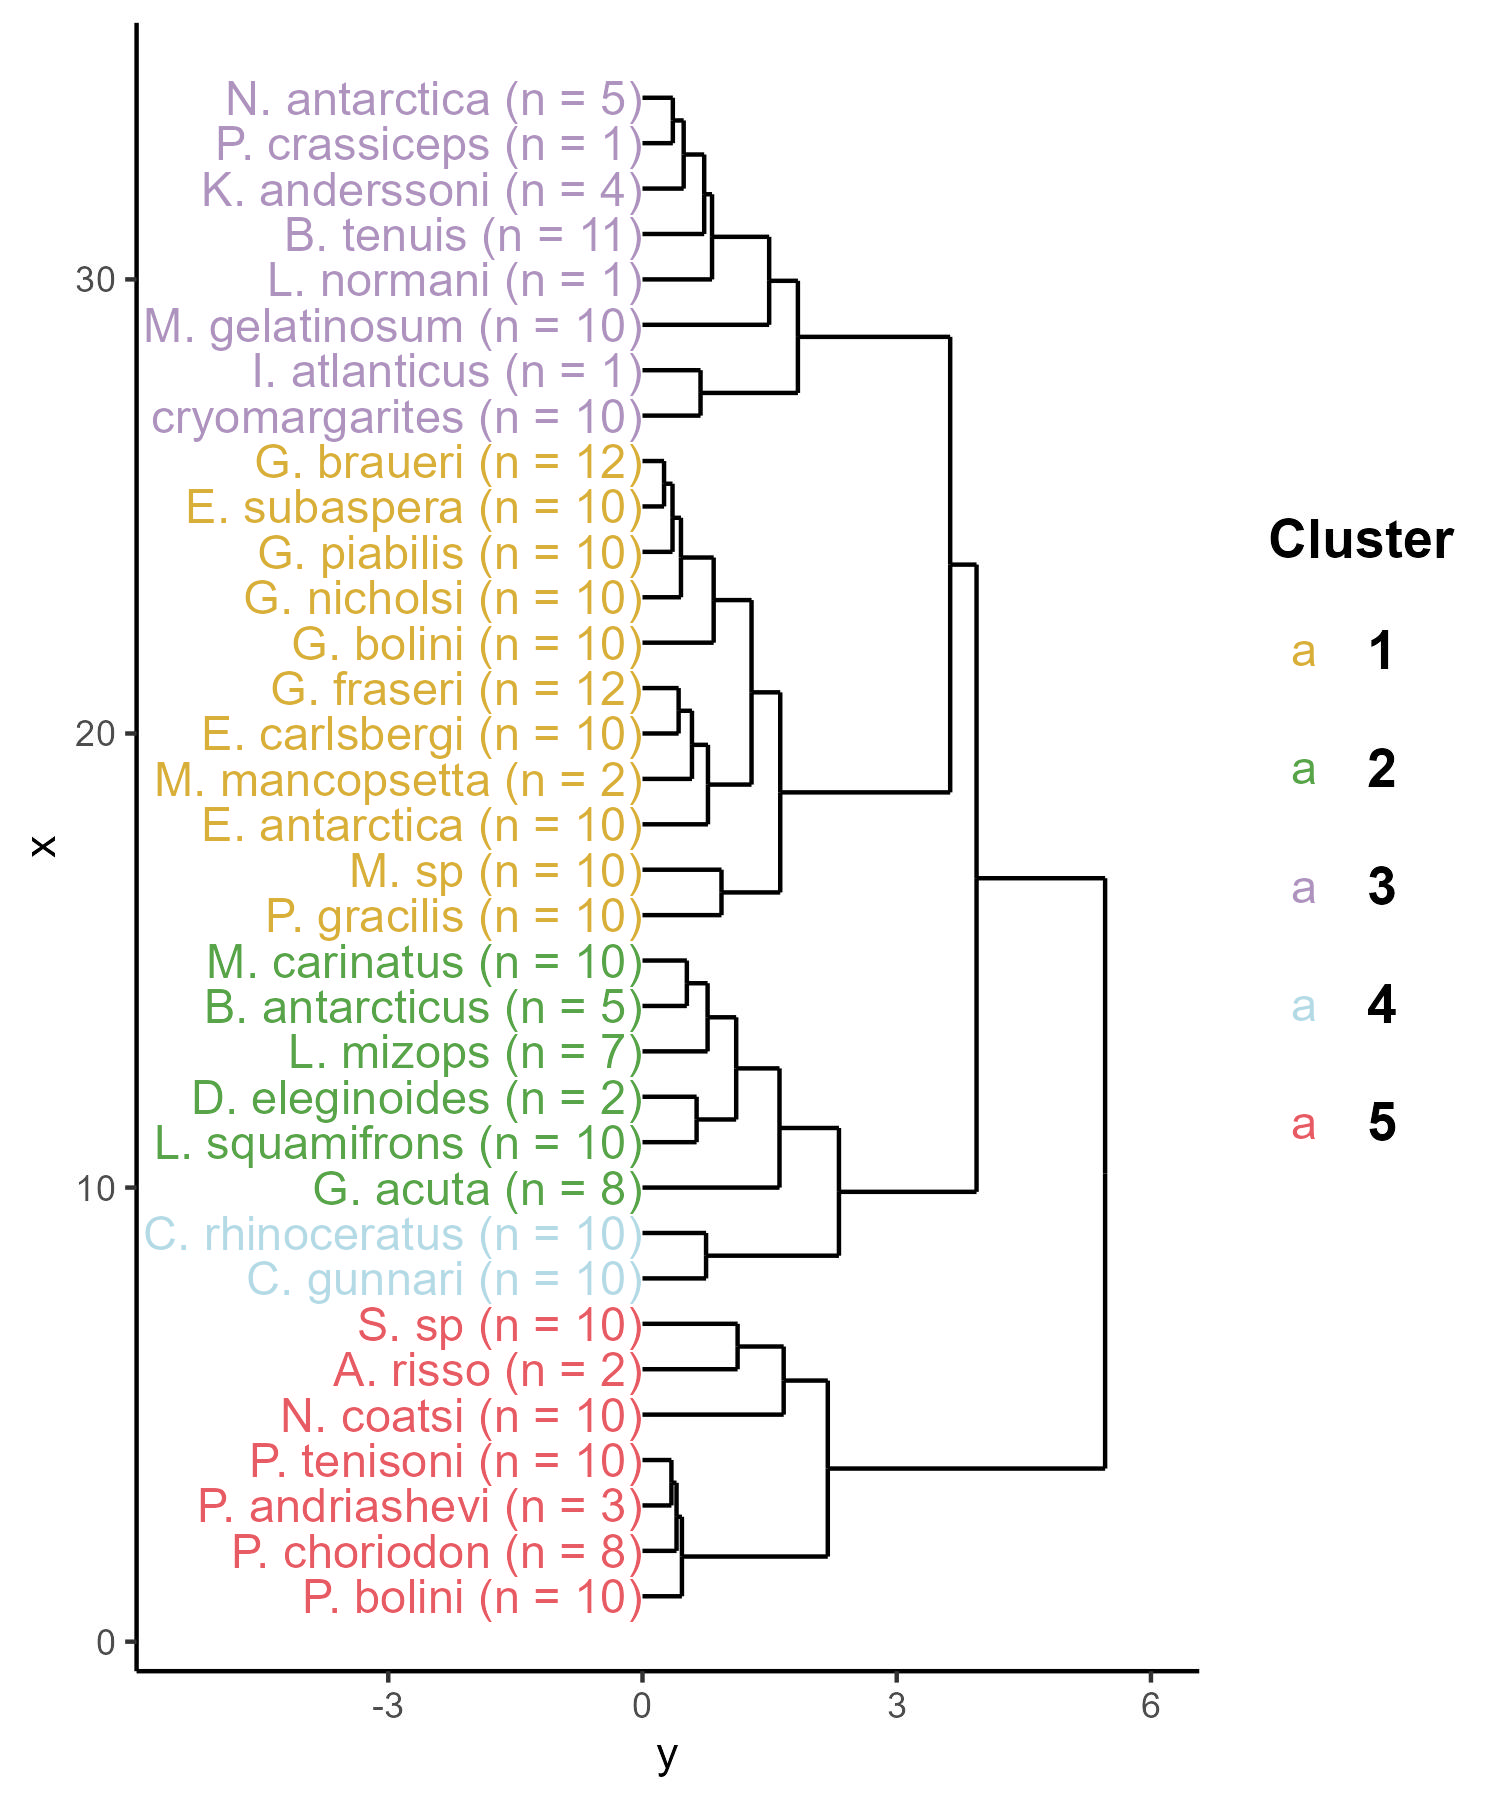 N. antarctica (n = 5)
P. crassiceps (n = 1)
K. anderssoni (n = 4)
B. tenuis (n = 11)
L. normani (n = 1)
M. gelatinosum (n = 10)
I. atlanticus (n = 1)
cryomargarites (n = 10)
G. braueri (n = 12)
E. subaspera (n = 10)
G. piabilis (n = 10)
G. nicholsi (n = 10)
G. bolini (n = 10)
G. fraseri (n = 12)
E. carlsbergi (n = 10)
M. mancopsetta (n = 2)
E. antarctica (n = 10)
M. sp (n = 10)
P. gracilis (n = 10)
M. carinatus (n = 10)
B. antarcticus (n = 5)
L. mizops (n = 7)
D. eleginoides (n = 2)
L. squamifrons (n = 10)
G. acuta (n = 8)
C. rhinoceratus (n = 10)
C. gunnari (n = 10)
S. sp (n = 10)
A. risso (n = 2)
N. coatsi (n = 10)
P. tenisoni (n = 10)
P. andriashevi (n = 3)
P. choriodon (n = 8)
P. bolini (n = 10)
30
20
10
0
x
-3 0 3 6
y
Cluster
a 1
a 2
a 3
a 4
a 5